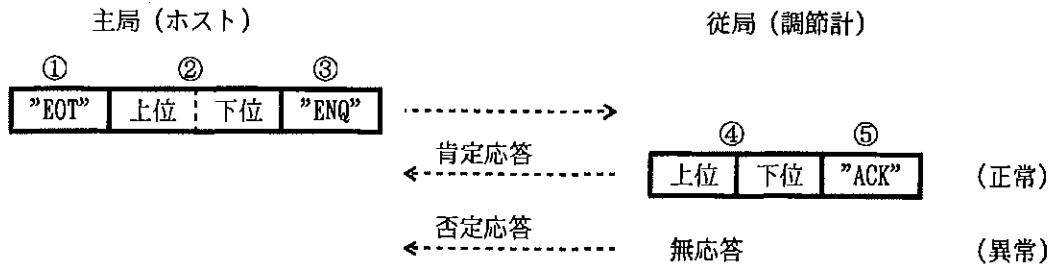 主局（ホスト） 従局（調節計）
① ② ③
”EOT” 上位 下位 ”ENQ”
④ ⑤
肯定応答 上位 下位 ”ACK” （正常）
否定応答 無応答 （異常）